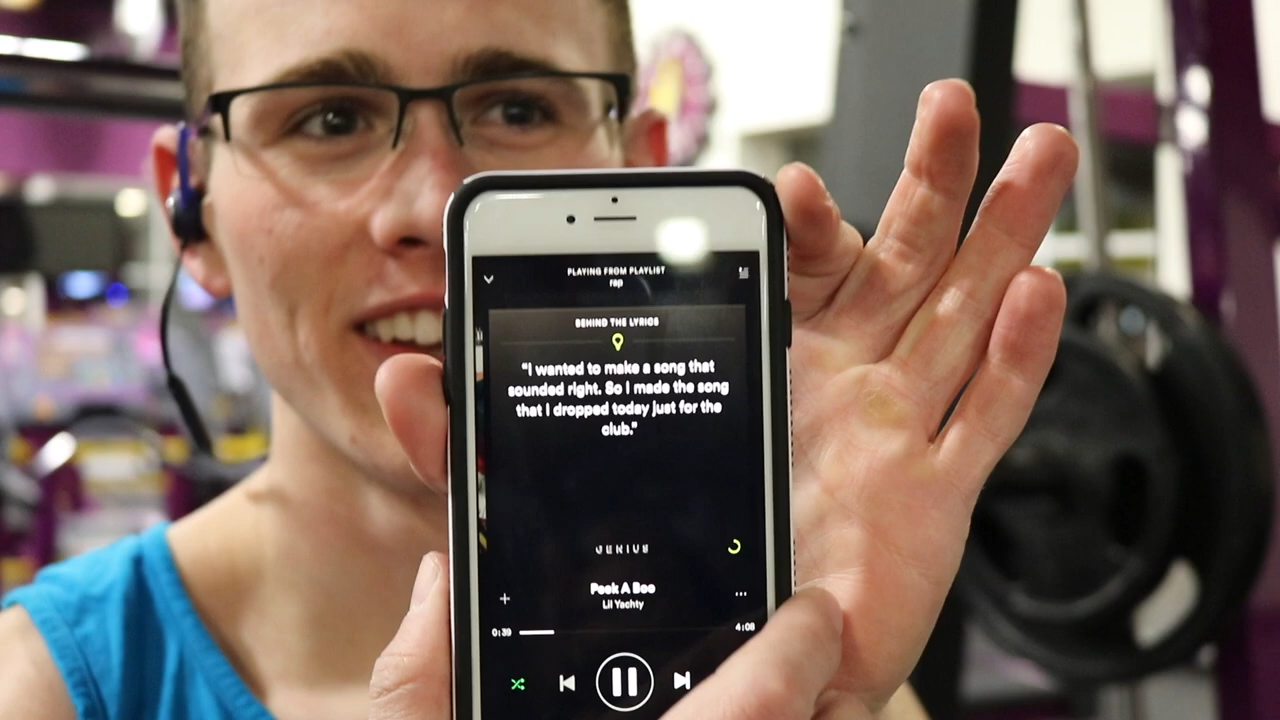 PLAYING FROM PLAYLIST
rap
BEHIND THE LYRICS
"I wanted to make a song that
sounded right. So I made the song
that I dropped today just for the
club."
Peek A Boo
Lil Yachty
0:39
4:08